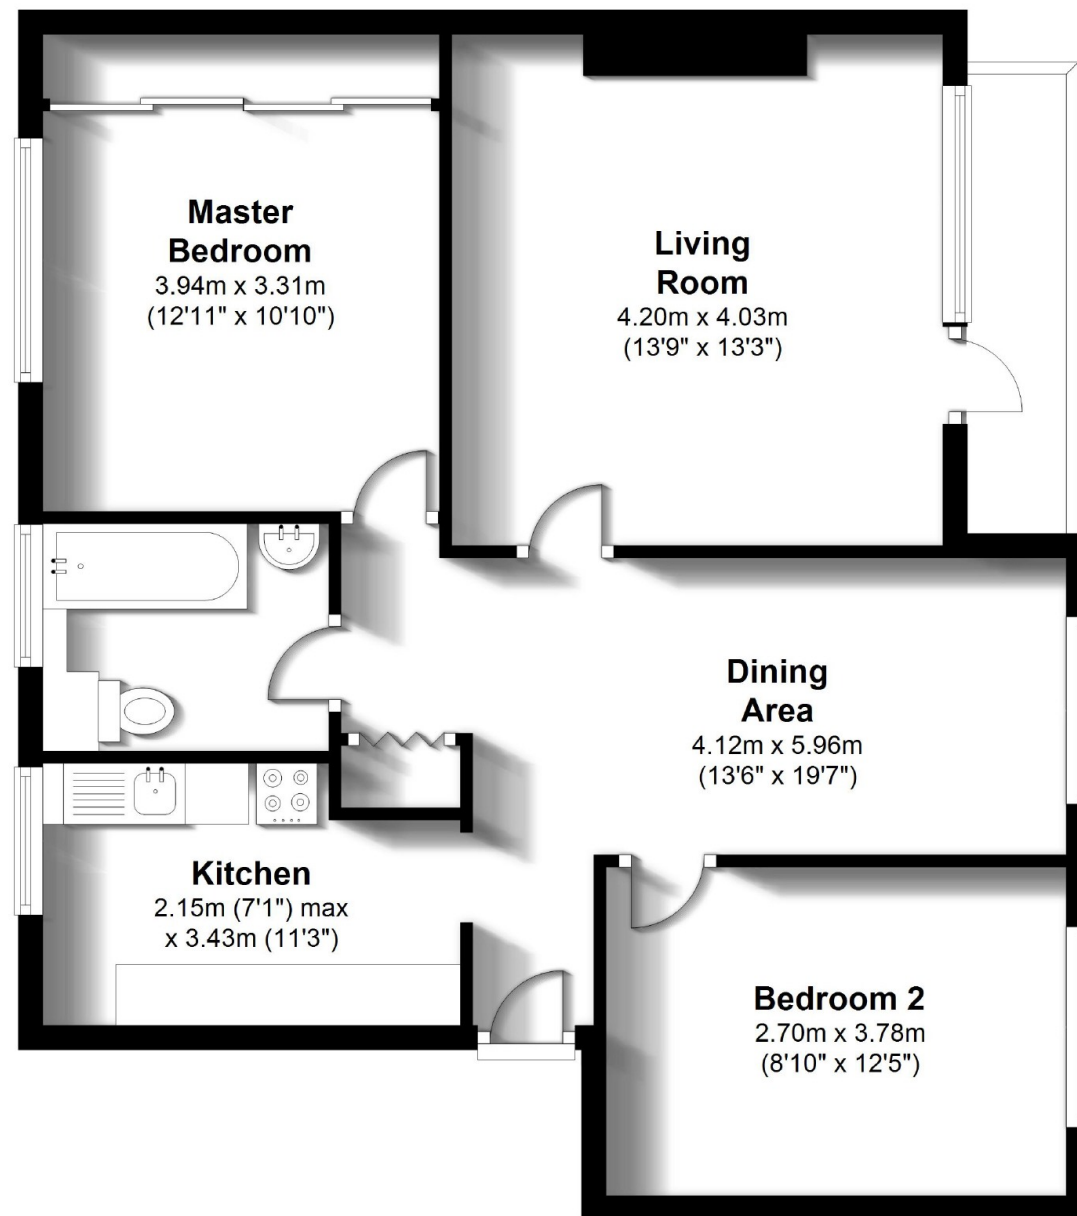 Master
Bedroom
3.94m x 3.31m
(12'11" x 10'10")
Living
Room
4.20m x 4.03m
(13'9" x 13'3")
Dining
Area
4.12m x 5.96m
(13'6" x 19'7")
Kitchen
2.15m (7'1") max
x 3.43m (11'3")
Bedroom 2
2.70m x 3.78m
(8'10" x 12'5")